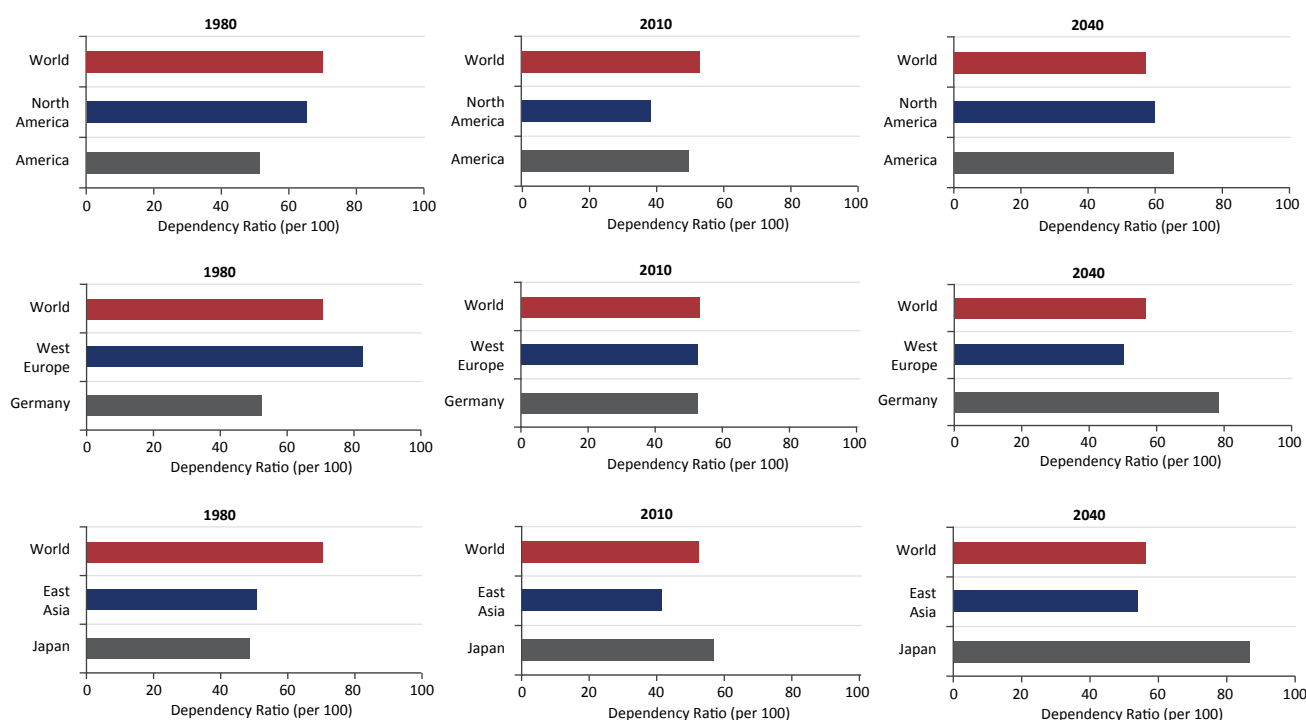 1980
World
North
America
America
0 20 40 60 80 100
Dependency Ratio (per 100)
2010
World
North
America
America
0 20 40 60 80 100
Dependency Ratio (per 100)
2040
World
North
America
America
0 20 40 60 80 100
Dependency Ratio (per 100)
1980
World
West
Europe
Germany
0 20 40 60 80 100
Dependency Ratio (per 100)
2010
World
West
Europe
Germany
0 20 40 60 80 100
Dependency Ratio (per 100)
2040
World
West
Europe
Germany
0 20 40 60 80 100
Dependency Ratio (per 100)
1980
World
East
Asia
Japan
0 20 40 60 80 100
Dependency Ratio (per 100)
2010
World
East
Asia
Japan
0 20 40 60 80 100
Dependency Ratio (per 100)
2040
World
East
Asia
Japan
0 20 40 60 80 100
Dependency Ratio (per 100)